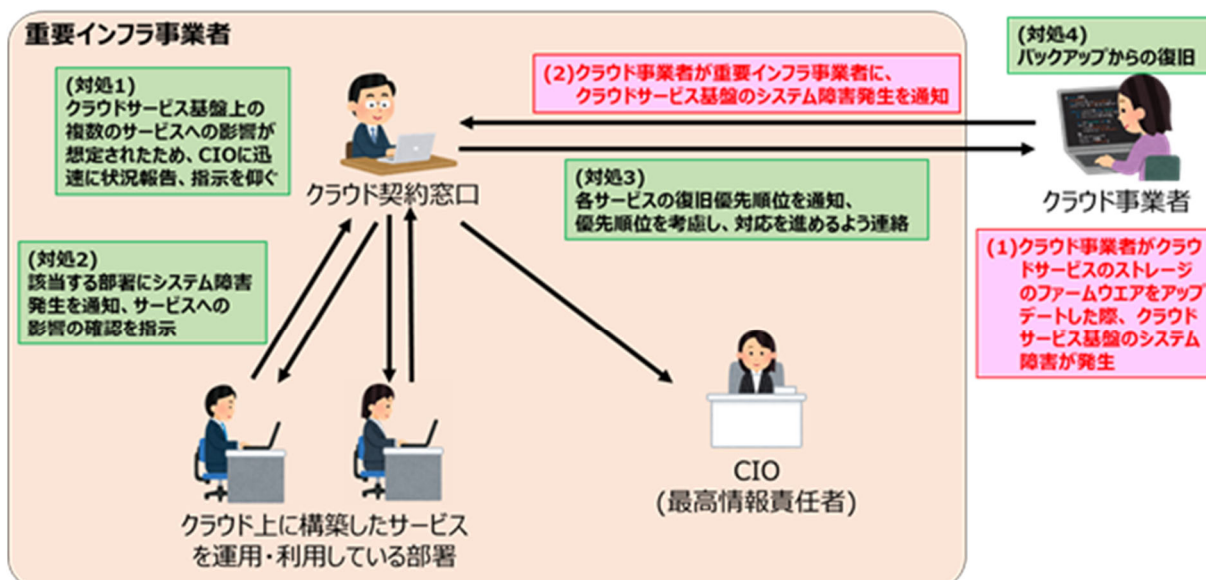 重要インフラ事業者
(対処1)
クラウドサービス基盤上の
複数のサービスへの影響が
想定されたため、CIOに迅
速に状況報告、指示を仰ぐ
クラウド契約窓口
(2)クラウド事業者が重要インフラ事業者に、
クラウドサービス基盤のシステム障害発生を通知
(対処4)
バックアップからの復旧
(対処3)
各サービスの復旧優先順位を通知、
優先順位を考慮し、対応を進めるよう連絡
クラウド事業者
(1)クラウド事業者がクラウ
ドサービスのストレージ
のファームウエアをアップ
デートした際、クラウド
サービス基盤のシステム
障害が発生
(対処2)
該当する部署にシステム障害
発生を通知、サービスへの
影響の確認を指示
クラウド上に構築したサービス
を運用・利用している部署
CIO
(最高情報責任者)